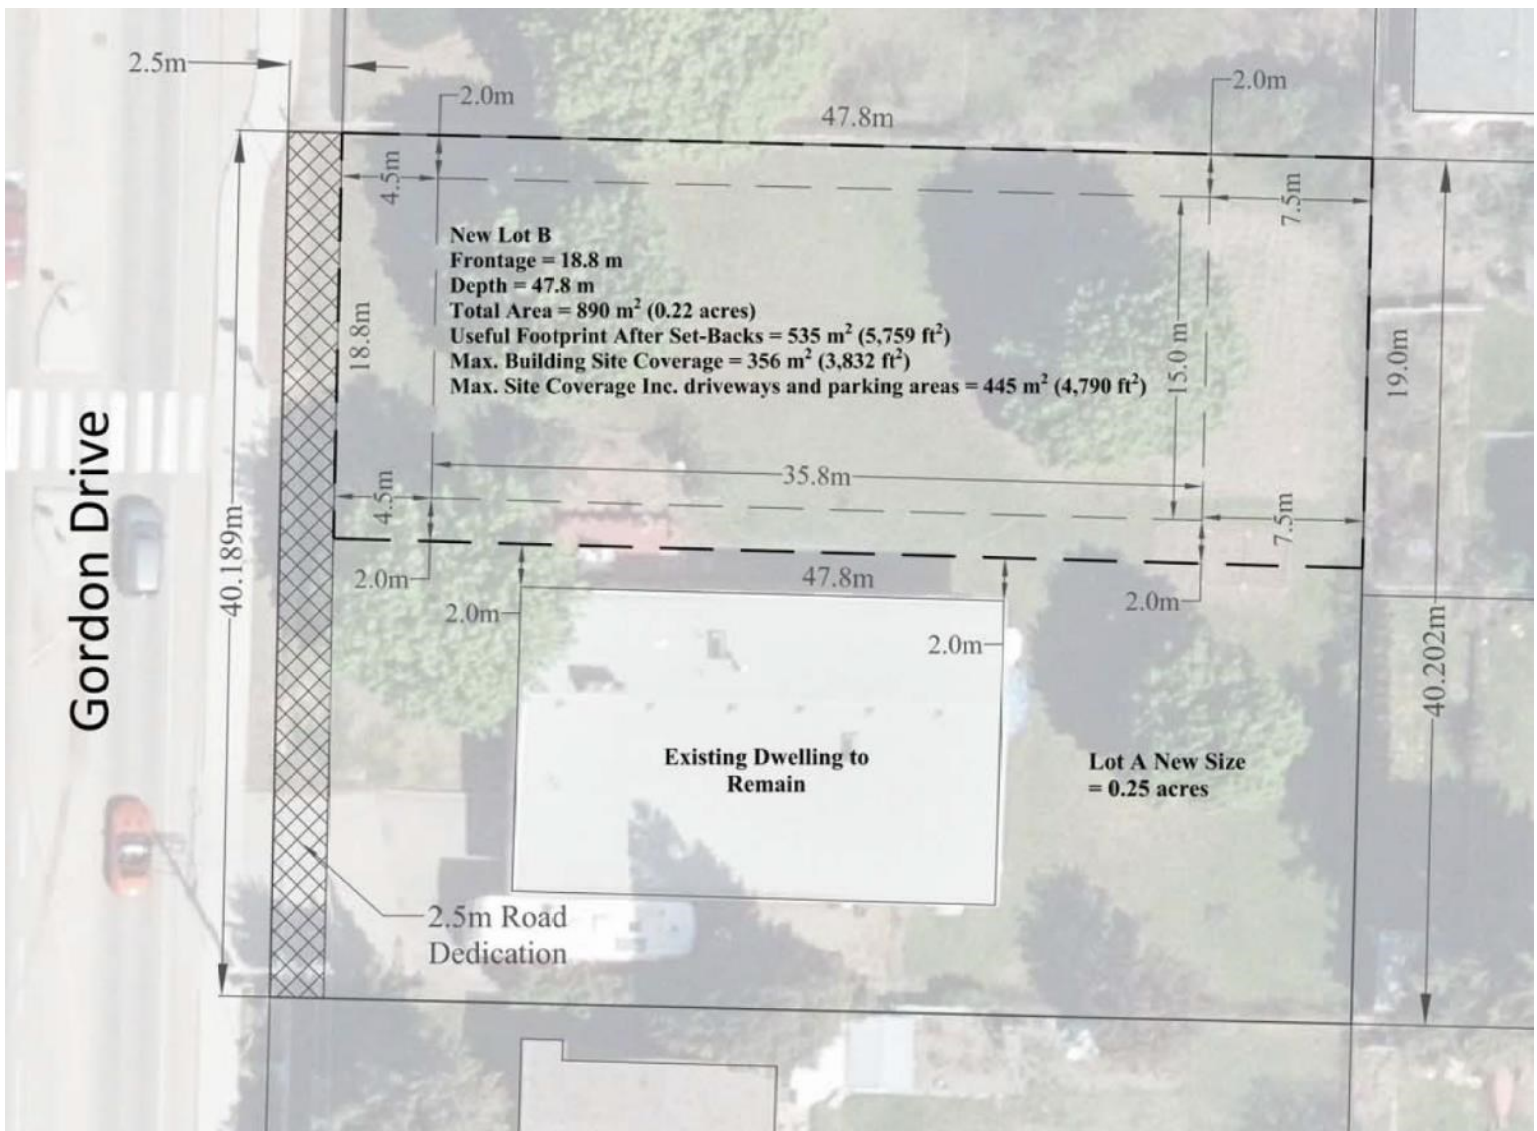 2.5m
2.0m
47.8m
2.0m
4.5m
7.5m
New Lot B
Frontage = 18.8 m
Depth = 47.8 m
Total Area = 890 m² (0.22 acres)
Useful Footprint After Set-Backs = 535 m² (5,759 ft²)
Max. Building Site Coverage = 356 m² (3,832 ft²)
Max. Site Coverage Inc. driveways and parking areas = 445 m² (4,790 ft²)
18.8m
15.0 m
19.0m
Gordon Drive
40.189m
35.8m
4.5m
7.5m
2.0m
47.8m
2.0m
2.0m
2.0m
40.202m
Existing Dwelling to
Remain
Lot A New Size
= 0.25 acres
2.5m Road
Dedication